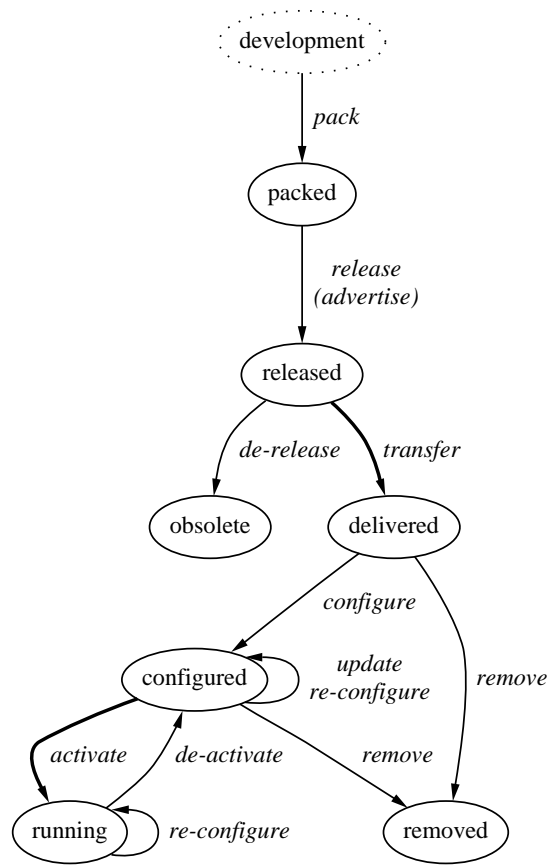 development
pack
packed
release
(advertise)
released
de-release
transfer
obsolete
delivered
configure
configured
update
re-configure
remove
activate
de-activate
remove
running
re-configure
removed